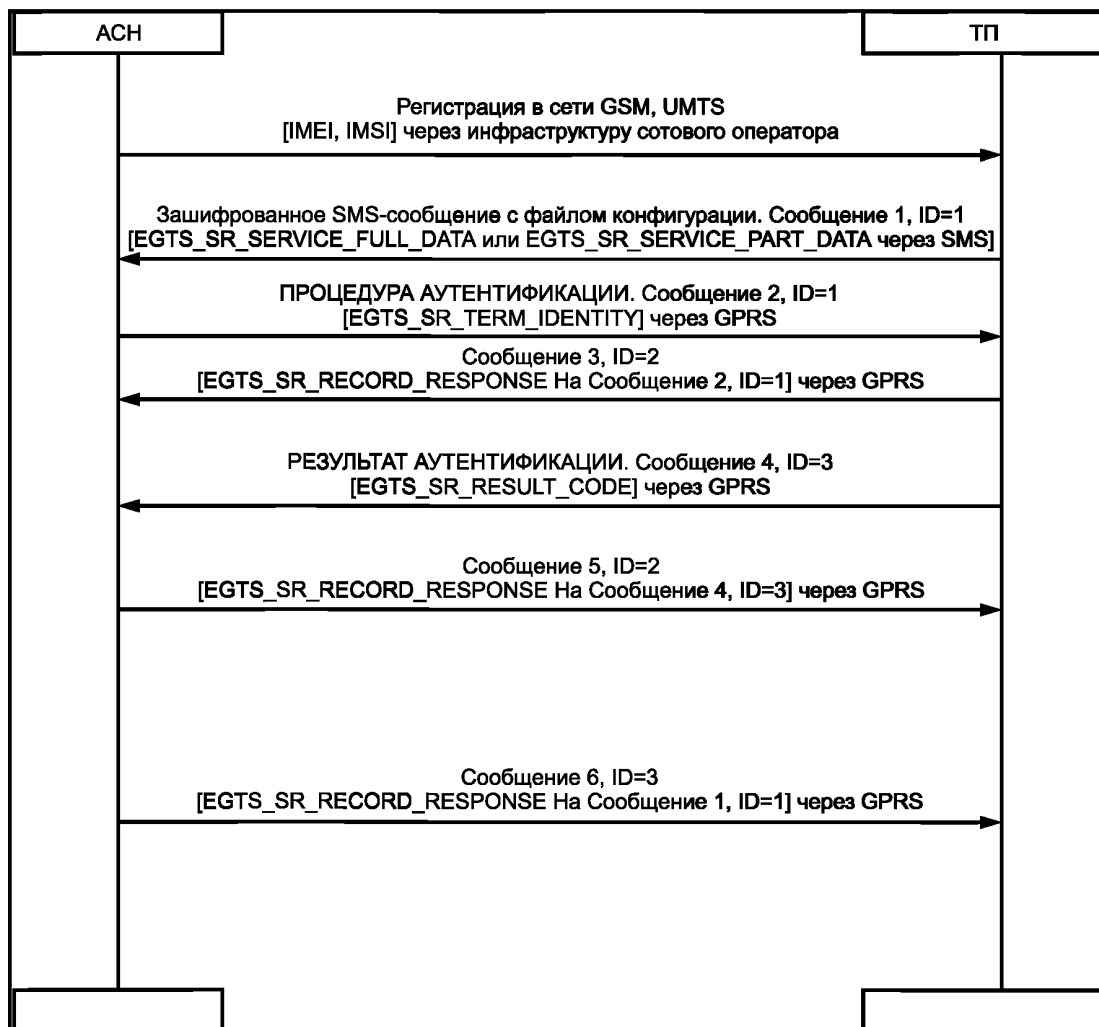 АСН
ТП
Регистрация в сети GSM, UMTS
[IMEI, IMSI] через инфраструктуру сотового оператора
Зашифрованное SMS-сообщение с файлом конфигурации. Сообщение 1, ID=1
[EGTS_SR_SERVICE_FULL_DATA или EGTS_SR_SERVICE_PART_DATA через SMS]
ПРОЦЕДУРА АУТЕНТИФИКАЦИИ. Сообщение 2, ID=1
[EGTS_SR_TERM_IDENTITY] через GPRS
Сообщение 3, ID=2
[EGTS_SR_RECORD_RESPONSE На Сообщение 2, ID=1] через GPRS
РЕЗУЛЬТАТ АУТЕНТИФИКАЦИИ. Сообщение 4, ID=3
[EGTS_SR_RESULT_CODE] через GPRS
Сообщение 5, ID=2
[EGTS_SR_RECORD_RESPONSE На Сообщение 4, ID=3] через GPRS
Сообщение 6, ID=3
[EGTS_SR_RECORD_RESPONSE На Сообщение 1, ID=1] через GPRS